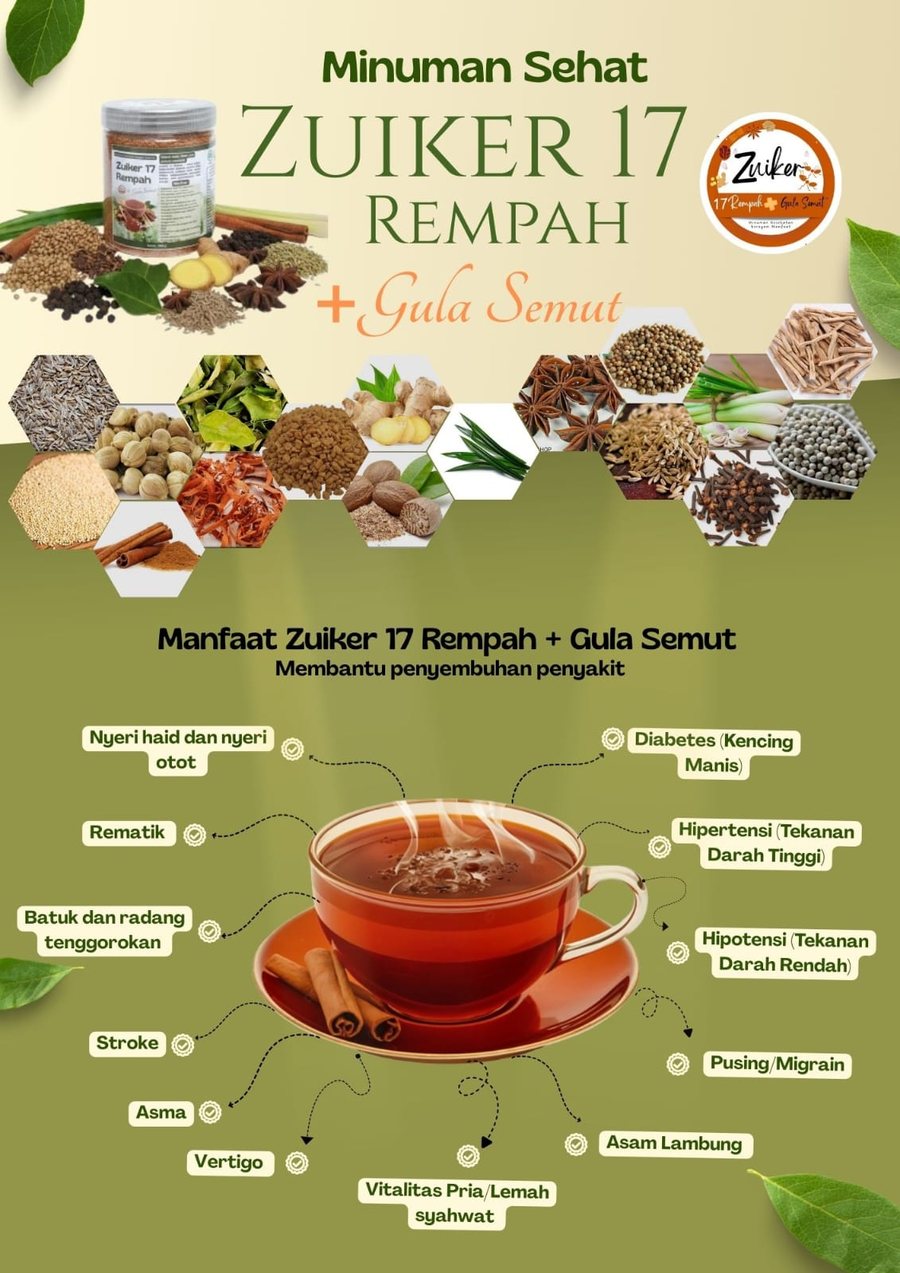 Minuman Sehat
ZUIKER 17
REMPAH
+Gula Semut
Zuiker 17
Rempah
Zuiker
17 Rempah + Gula Semut
Manfaat Zuiker 17 Rempah + Gula Semut
Membantu penyembuhan penyakit
Nyeri haid dan nyeri
otot
Diabetes (Kencing
Manis)
Rematik
Hipertensi (Tekanan
Darah Tinggi)
Batuk dan radang
tenggorokan
Hipotensi (Tekanan
Darah Rendah)
Stroke
Pusing/Migrain
Asma
Asam Lambung
Vertigo
Vitalitas Pria/Lemah
syahwat